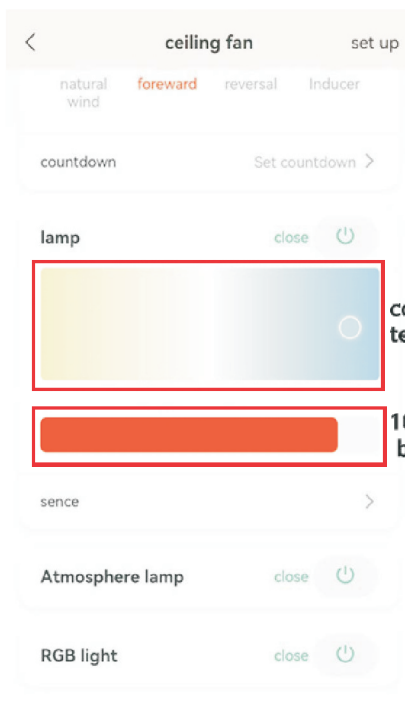 ceiling fan set up
natural foreward reversal Inducer
wind
countdown Set countdown
lamp close
sence
Atmosphere lamp close
RGB light close